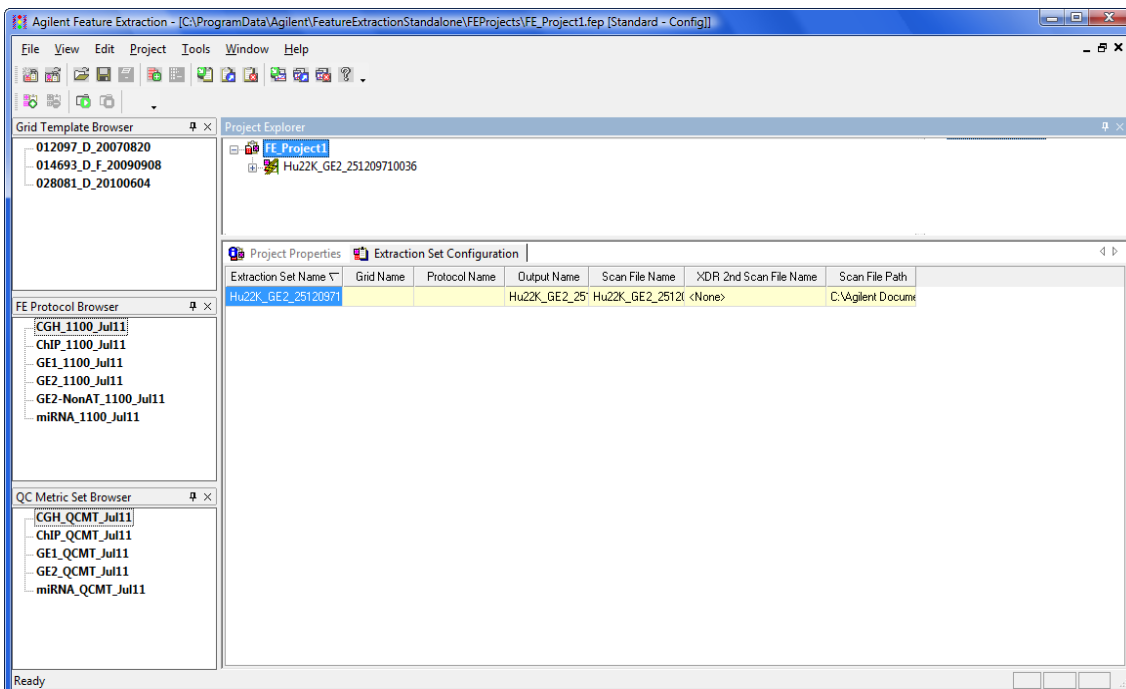 Agilent Feature Extraction - [C:\ProgramData\Agilent\FeatureExtractionStandalone\FEProjects\FE_Project1.fep [Standard - Config]]
File View Edit Project Tools Window Help
Grid Template Browser
012097_D_20070820
014693_D_F_20090908
028081_D_20100604
FE Protocol Browser
CGH_1100_Jul11
ChIP_1100_Jul11
GE1_1100_Jul11
GE2_1100_Jul11
GE2-NonAT_1100_Jul11
miRNA_1100_Jul11
QC Metric Set Browser
CGH_QCMT_Jul11
ChIP_QCMT_Jul11
GE1_QCMT_Jul11
GE2_QCMT_Jul11
miRNA_QCMT_Jul11
Project Explorer
FE_Project1
Hu22K_GE2_251209710036
Project Properties Extraction Set Configuration
Extraction Set Name Grid Name Protocol Name Output Name Scan File Name XDR 2nd Scan File Name Scan File Path
Hu22K_GE2_25120971 Hu22K_GE2_25 Hu22K_GE2_2512 <None> C:\Agilent Docume
Ready